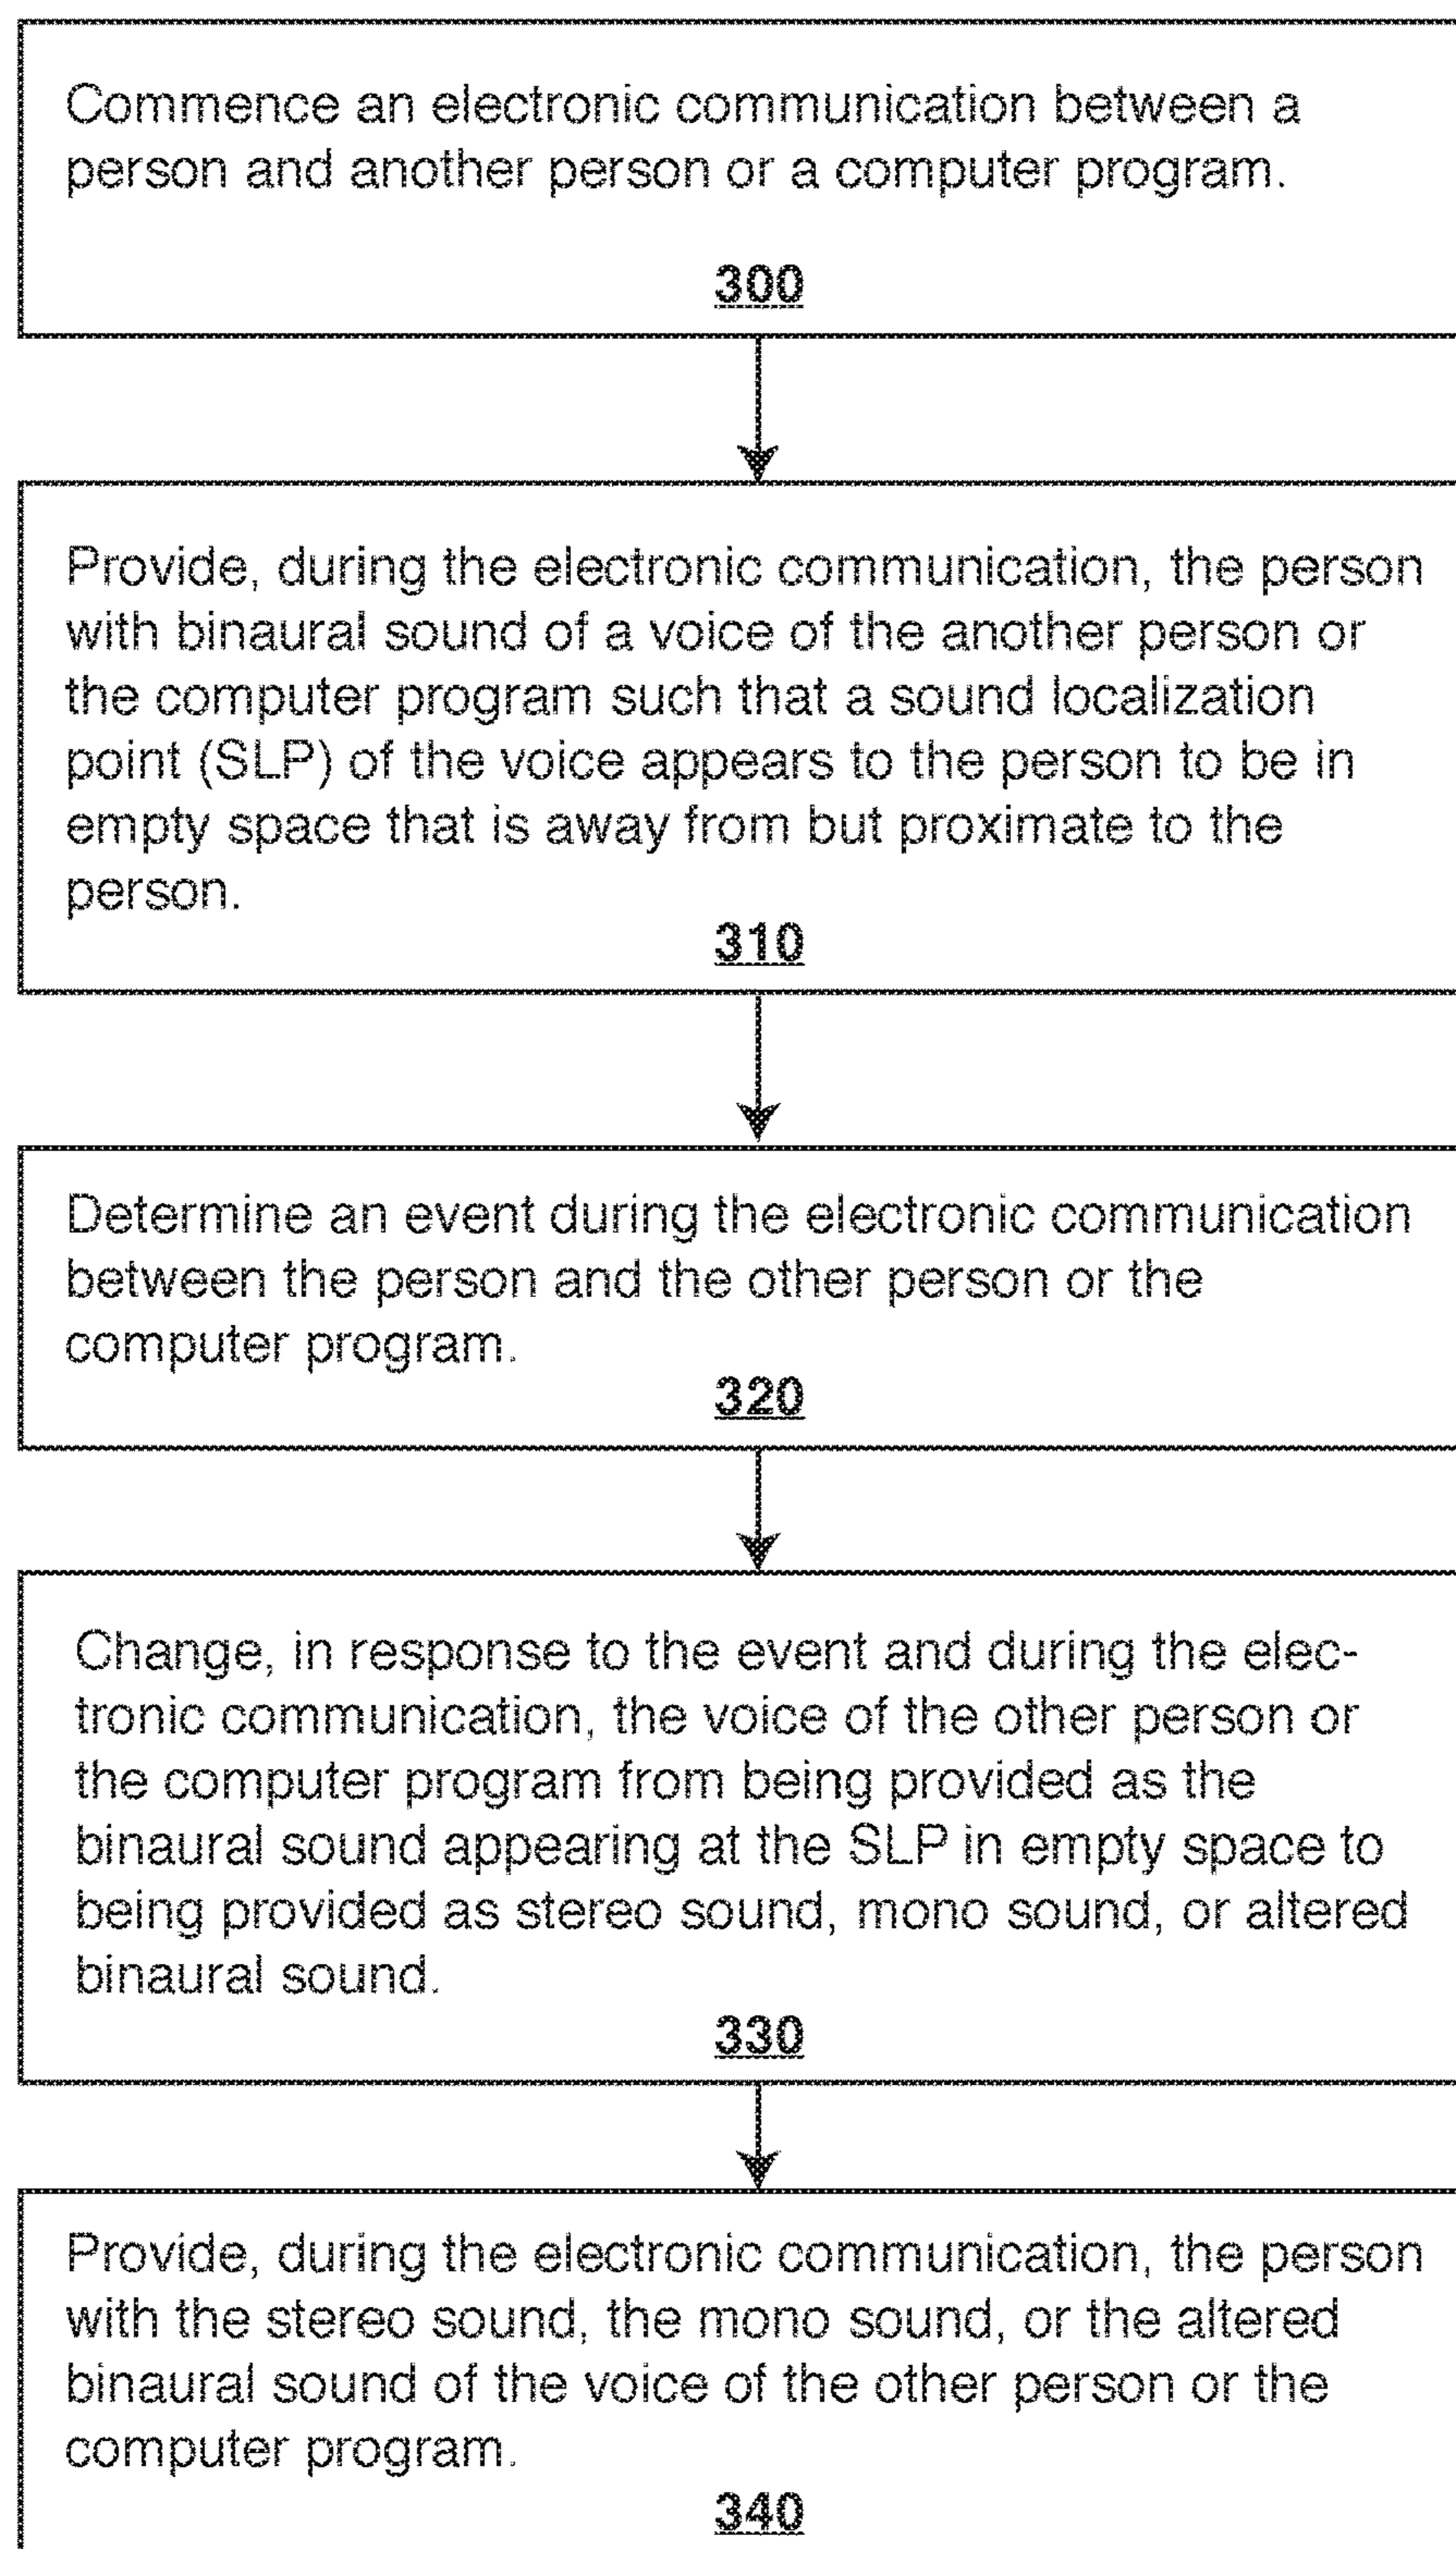 Commence an electronic communication between a
person and another person or a computer program.
300
Provide, during the electronic communication, the person
with binaural sound of a voice of the another person or
the computer program such that a sound localization
point (SLP) of the voice appears to the person to be in
empty space that is away from but proximate to the
person.
310
Determine an event during the electronic communication
between the person and the other person or the
computer program.
320
Change, in response to the event and during the elec-
tronic communication, the voice of the other person or
the computer program from being provided as the
binaural sound appearing at the SLP in empty space to
being provided as stereo sound, mono sound, or altered
binaural sound.
330
Provide, during the electronic communication, the person
with the stereo sound, the mono sound, or the altered
binaural sound of the voice of the other person or the
computer program.
340